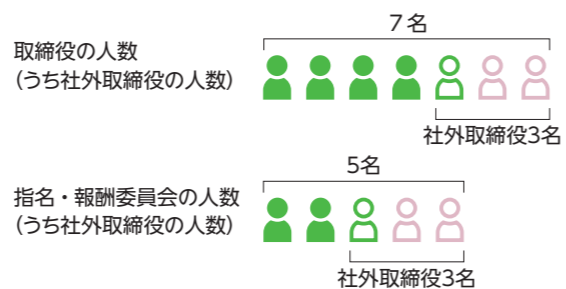 7名
取締役の人数
（うち社外取締役の人数）
社外取締役3名
5名
指名・報酬委員会の人数
（うち社外取締役の人数）
社外取締役3名